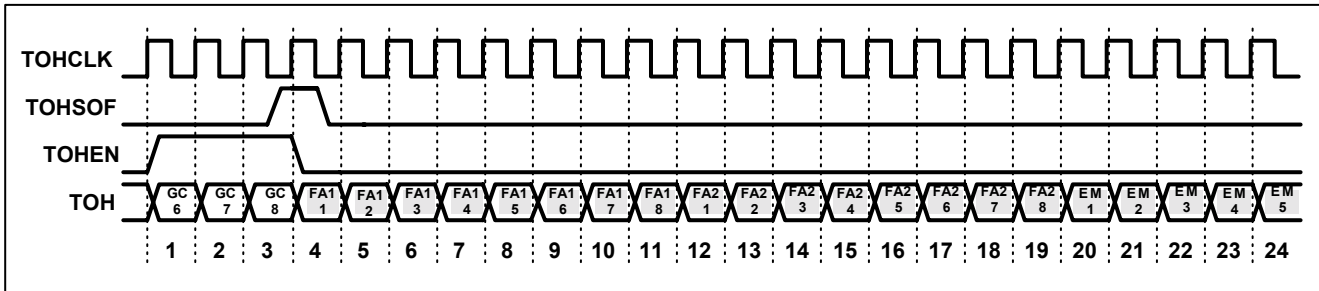 TOHCLK
TOHSOF
TOHEN
TOH GC 6 GC 7 GC 8 FA1 1 FA1 2 FA1 3 FA1 4 FA1 5 FA1 6 FA1 7 FA1 8 FA2 1 FA2 2 FA2 3 FA2 4 FA2 5 FA2 6 FA2 7 FA2 8 EM 1 EM 2 EM 3 EM 4 EM 5
1 2 3 4 5 6 7 8 9 10 11 12 13 14 15 16 17 18 19 20 21 22 23 24